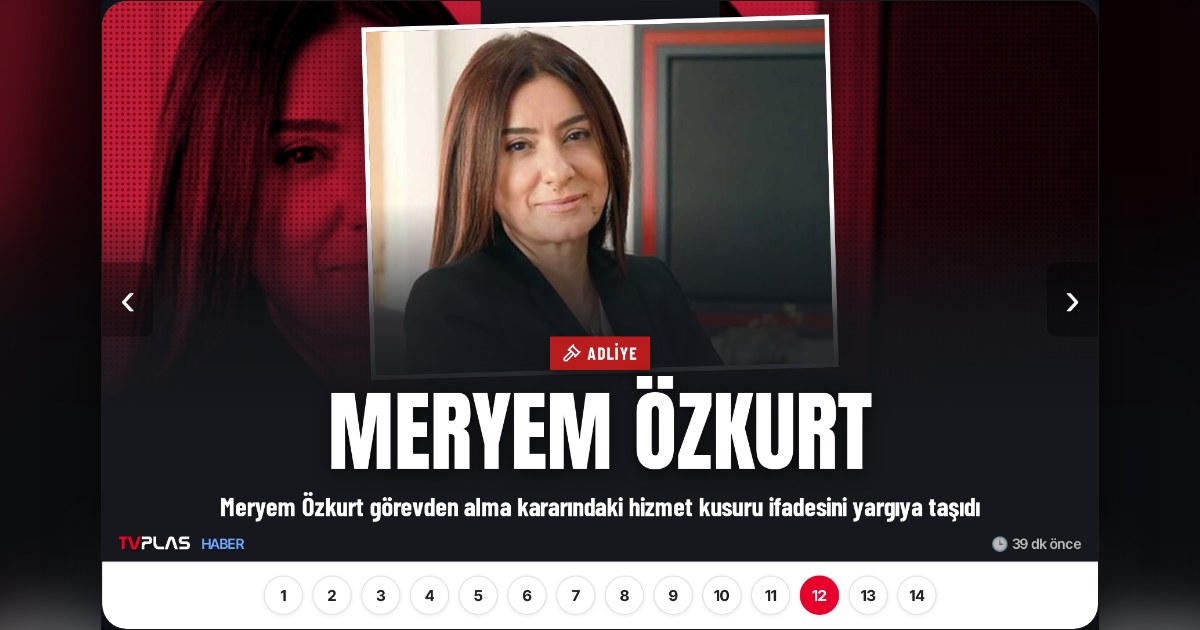 ADLİYE
MERYEM ÖZKURT
Meryem Özkurt görevden alma kararındaki hizmet kusuru ifadesini yargıya taşıdı
TVPLAS HABER
39 dk önce
1 2 3 4 5 6 7 8 9 10 11 12 13 14